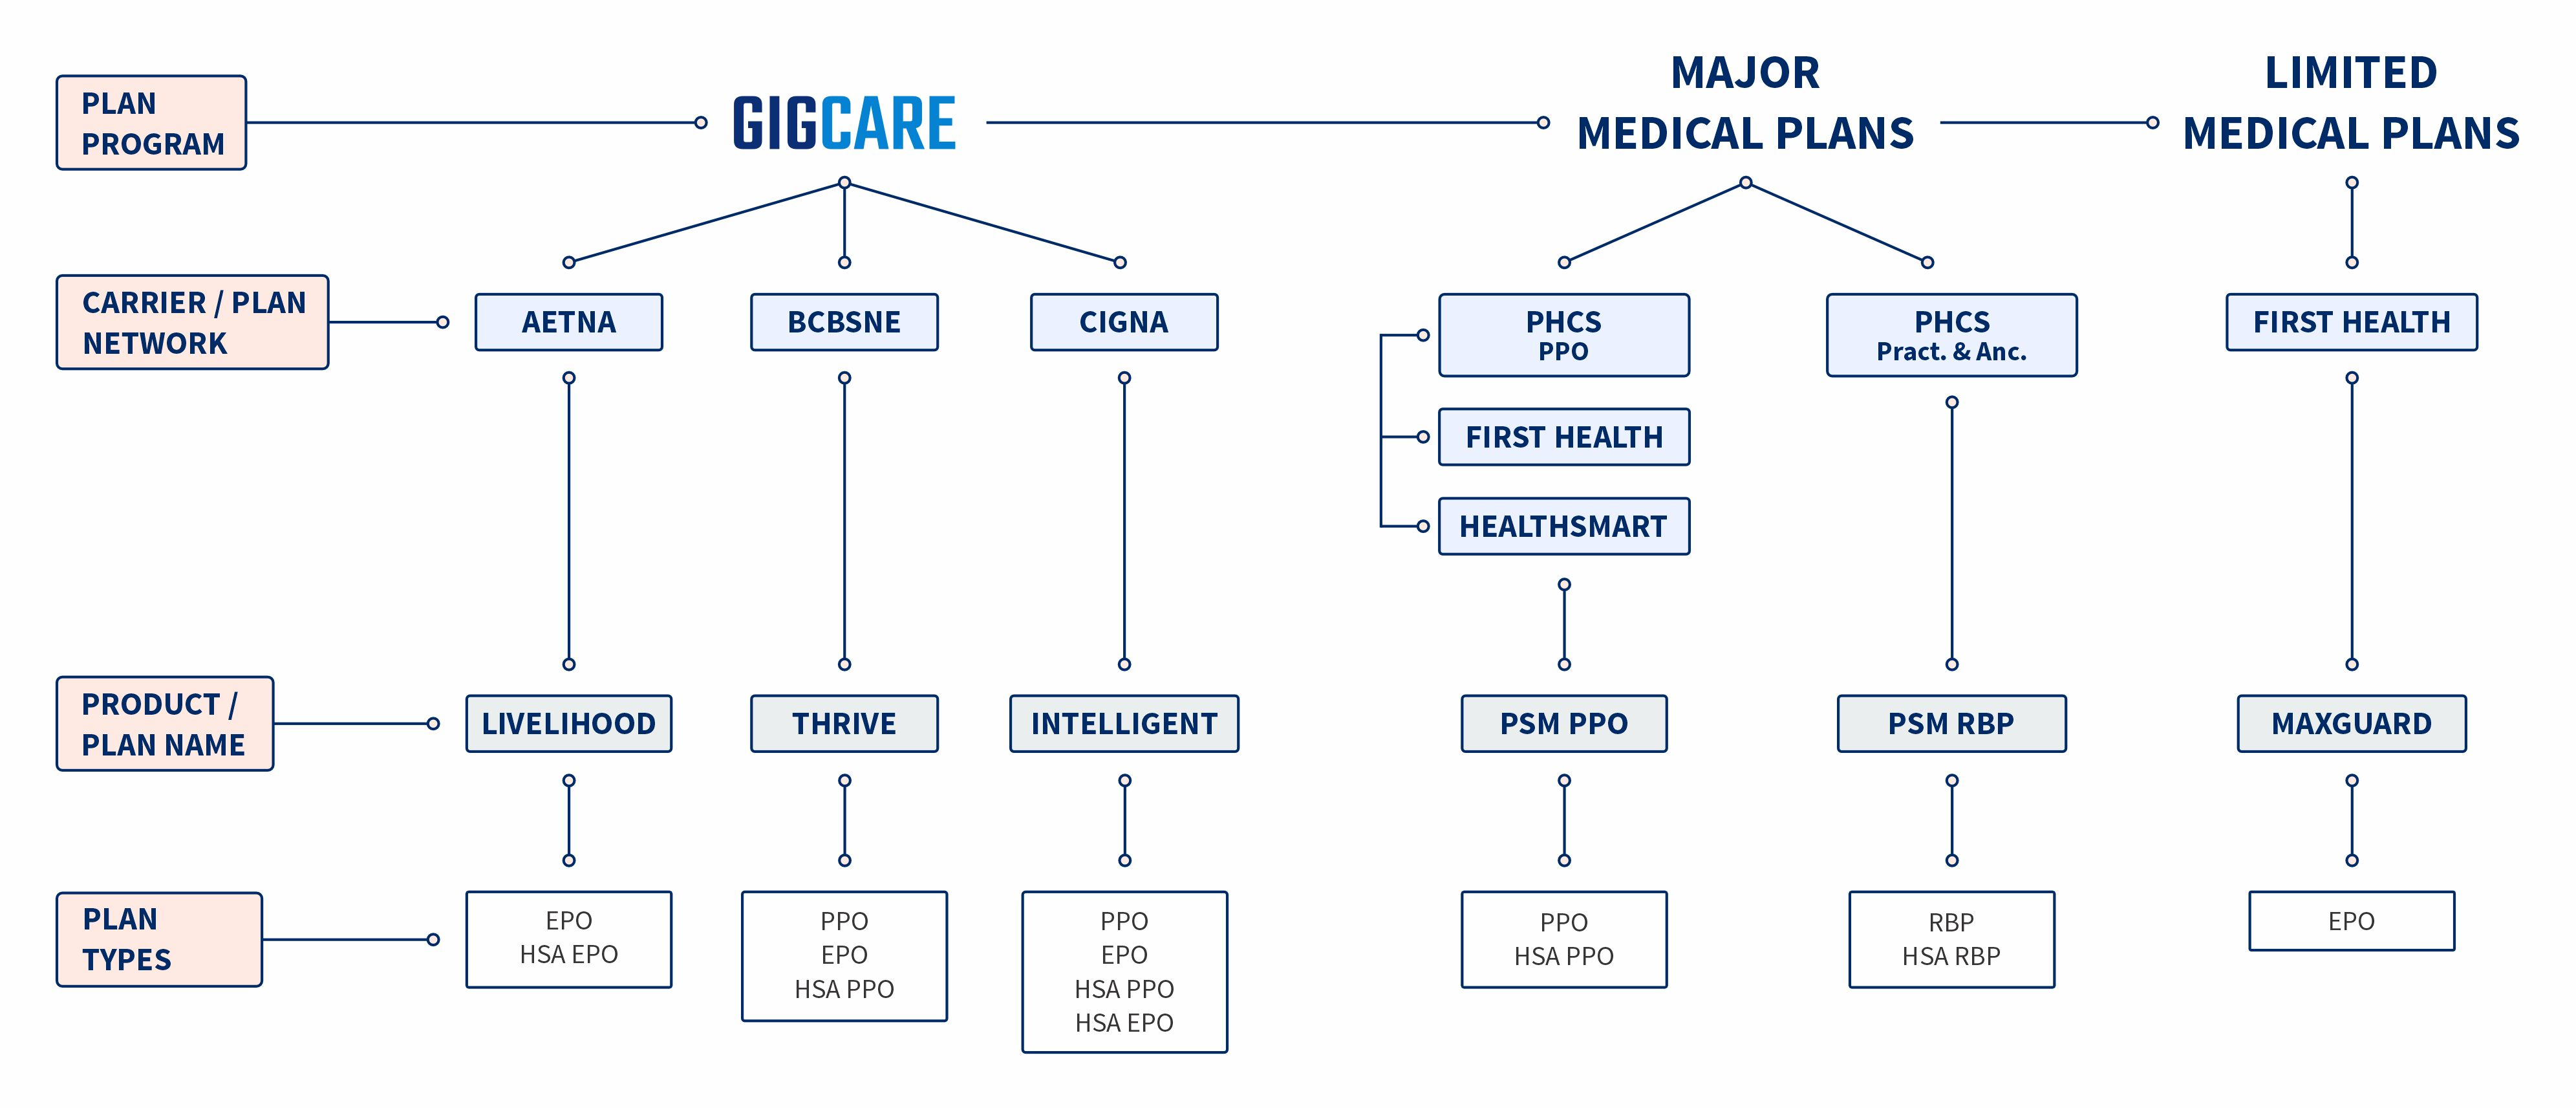 PLAN
PROGRAM
GIGCARE
MAJOR
MEDICAL PLANS
LIMITED
MEDICAL PLANS
CARRIER / PLAN
NETWORK
AETNA
BCBSNE
CIGNA
PHCS
PPO
FIRST HEALTH
HEALTHSMART
PHCS
Pract. & Anc.
FIRST HEALTH
PRODUCT /
PLAN NAME
LIVELIHOOD
THRIVE
INTELLIGENT
PSM PPO
PSM RBP
MAXGUARD
PLAN
TYPES
EPO
HSA EPO
PPO
EPO
HSA PPO
PPO
EPO
HSA PPO
HSA EPO
PPO
HSA PPO
RBP
HSA RBP
EPO